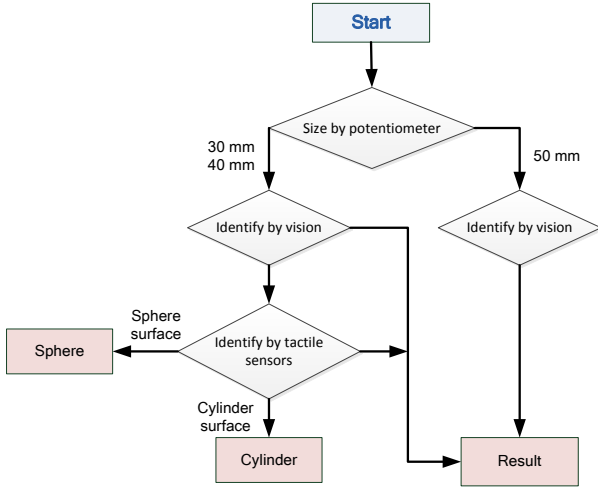 Start
Size by potentiometer
30 mm
40 mm
50 mm
Identify by vision
Identify by vision
Sphere
surface
Sphere
Identify by tactile
sensors
Cylinder
surface
Cylinder
Result